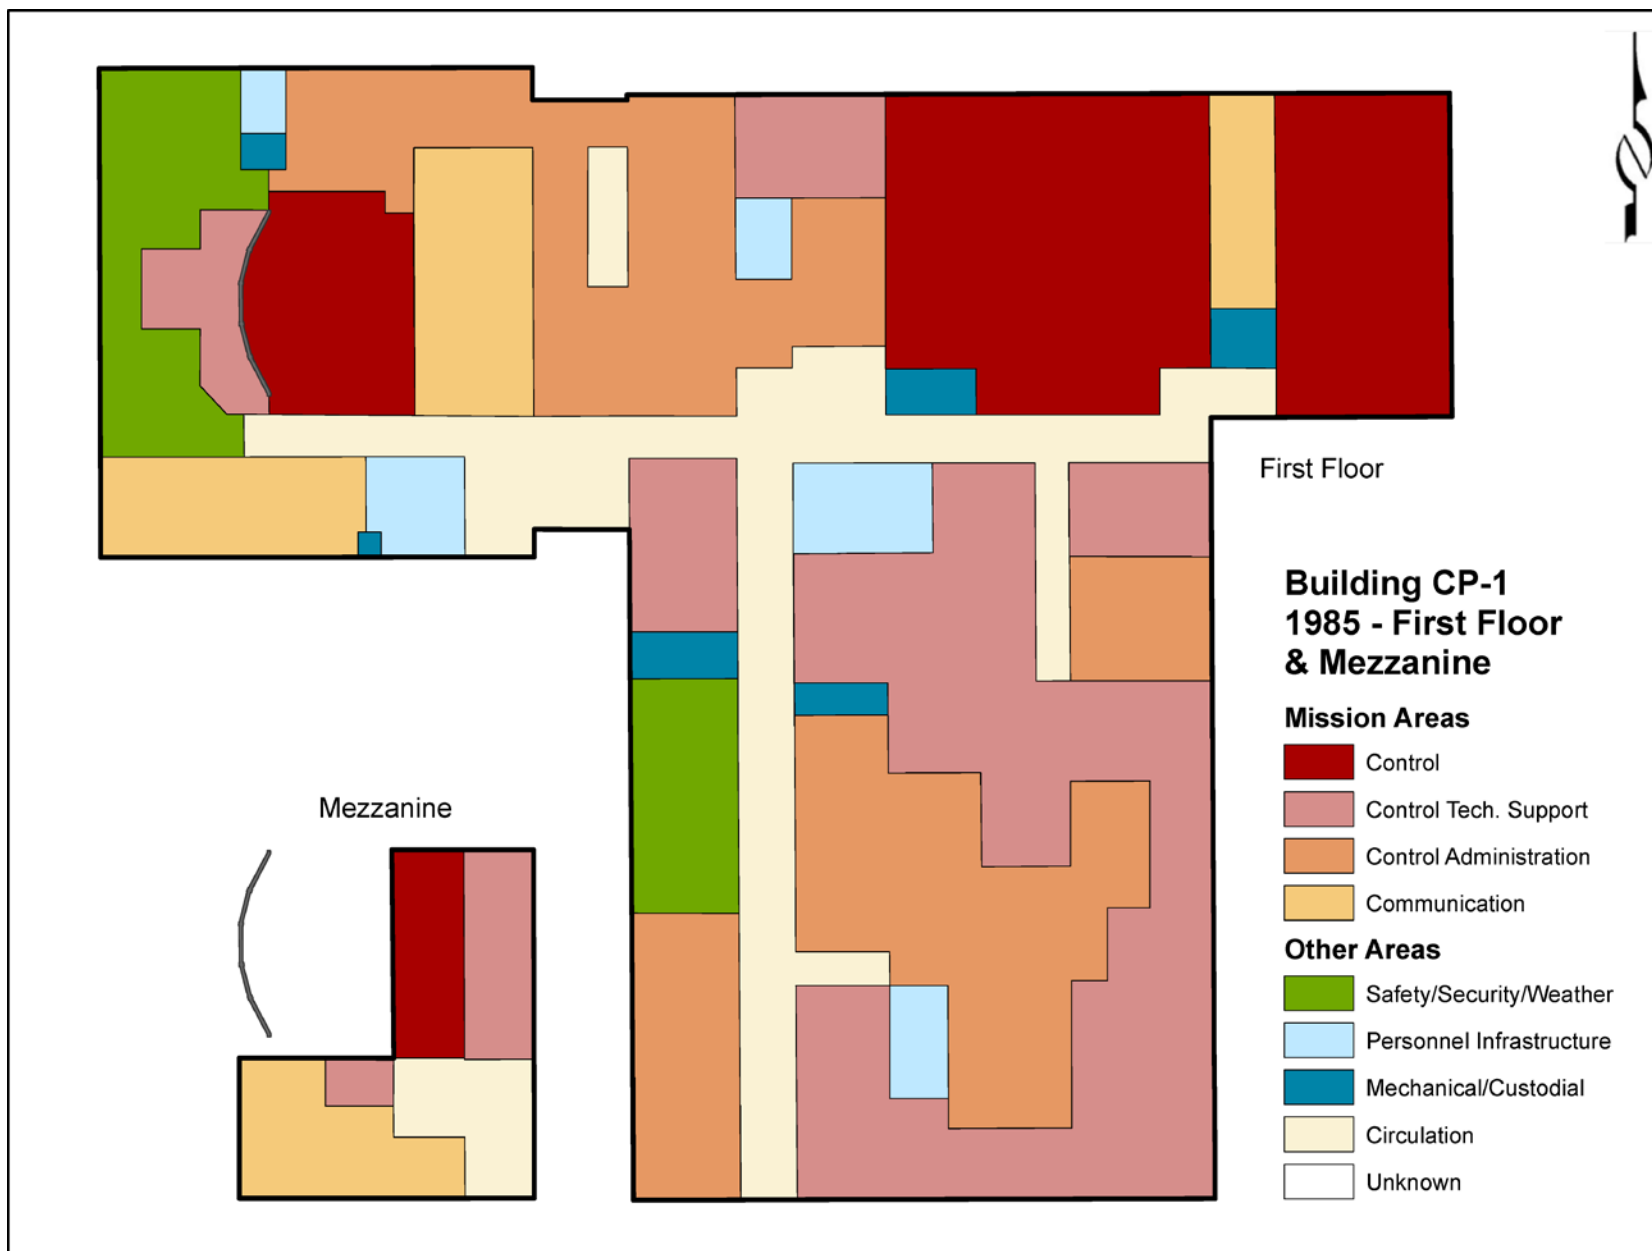 First Floor
Building CP-1
1985 - First Floor
& Mezzanine
Mission Areas
Control
Control Tech. Support
Control Administration
Communication
Other Areas
Safety/Security/Weather
Personnel Infrastructure
Mechanical/Custodial
Circulation
Unknown
Mezzanine